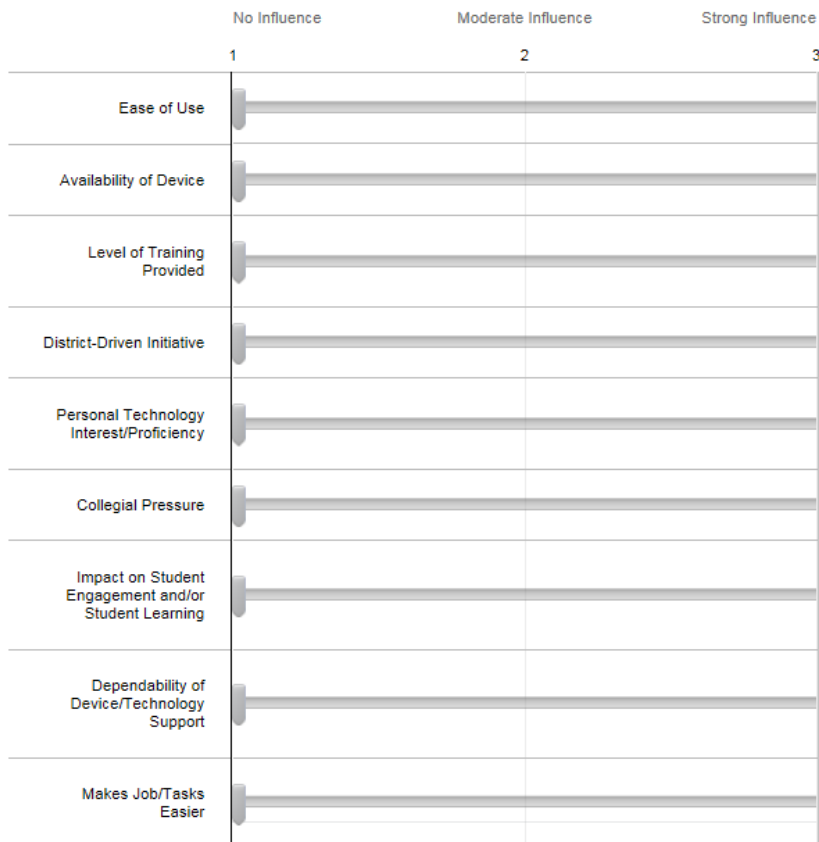 No Influence Moderate Influence Strong Influence
1 2 3
Ease of Use
Availability of Device
Level of Training
Provided
District-Driven Initiative
Personal Technology
Interest/Proficiency
Collegial Pressure
Impact on Student
Engagement and/or
Student Learning
Dependability of
Device/Technology
Support
Makes Job/Tasks
Easier